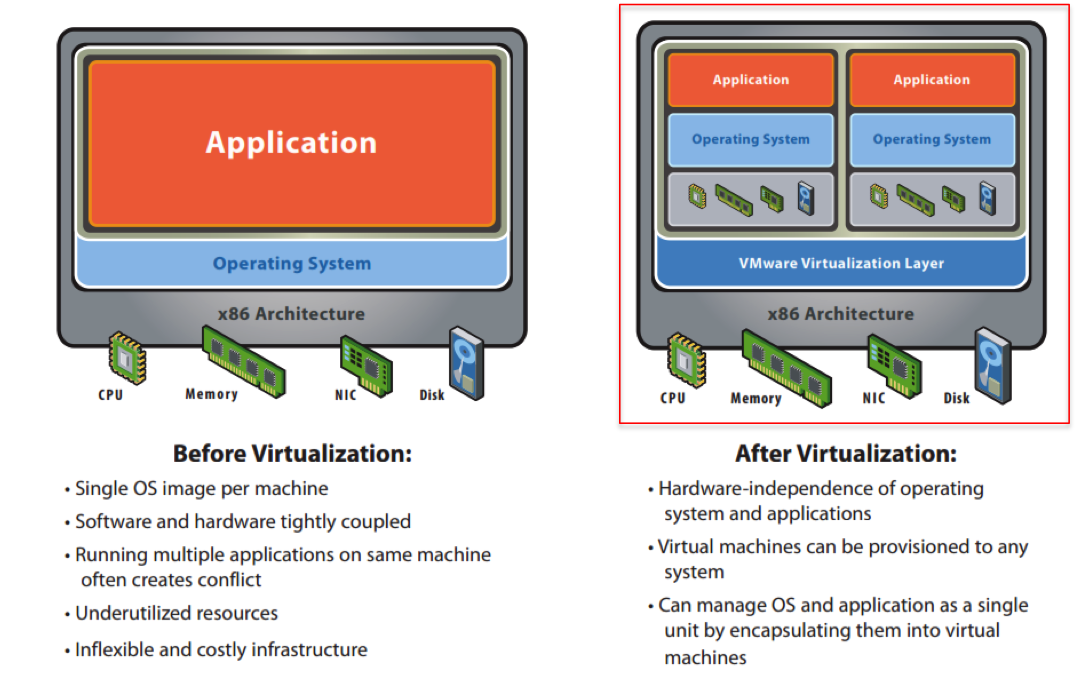 Application
Operating System
x86 Architecture
CPU
Memory
NIC
Disk
Before Virtualization:
• Single OS image per machine
• Software and hardware tightly coupled
• Running multiple applications on same machine
often creates conflict
• Underutilized resources
• Inflexible and costly infrastructure
Application
Application
Operating System
Operating System
VMware Virtualization Layer
x86 Architecture
CPU
Memory
NIC
Disk
After Virtualization:
• Hardware-independence of operating
system and applications
• Virtual machines can be provisioned to any
system
• Can manage OS and application as a single
unit by encapsulating them into virtual
machines